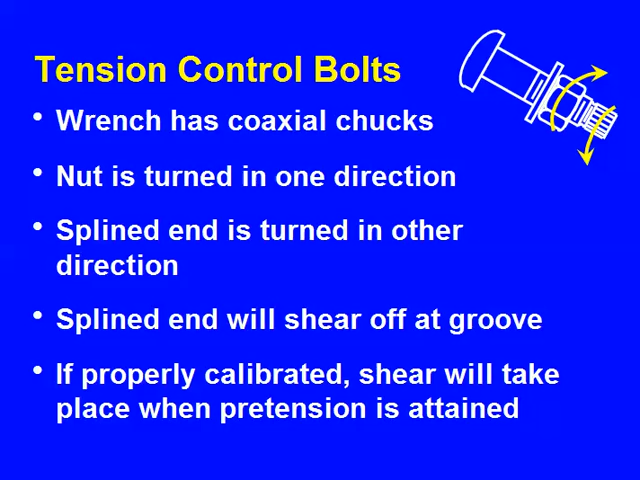 Tension Control Bolts
• Wrench has coaxial chucks
• Nut is turned in one direction
• Splined end is turned in other
direction
• Splined end will shear off at groove
• If properly calibrated, shear will take
place when pretension is attained